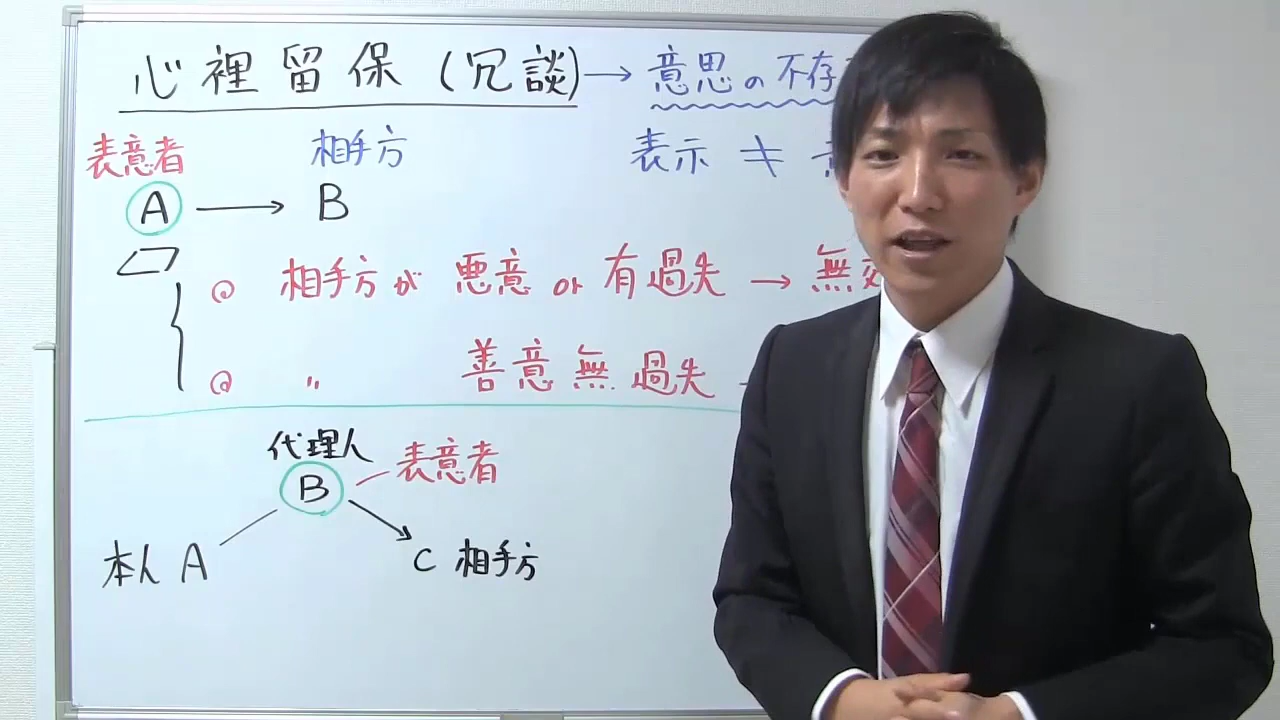 心裡留保(冗談)→意思の不存
表意者 相手方 表示 ≠
A → B
◎ 相手方が 悪意 or 有過失 → 無効
◎ 〃 善意無過失
代理人
B 表意者
本人 A C 相手方